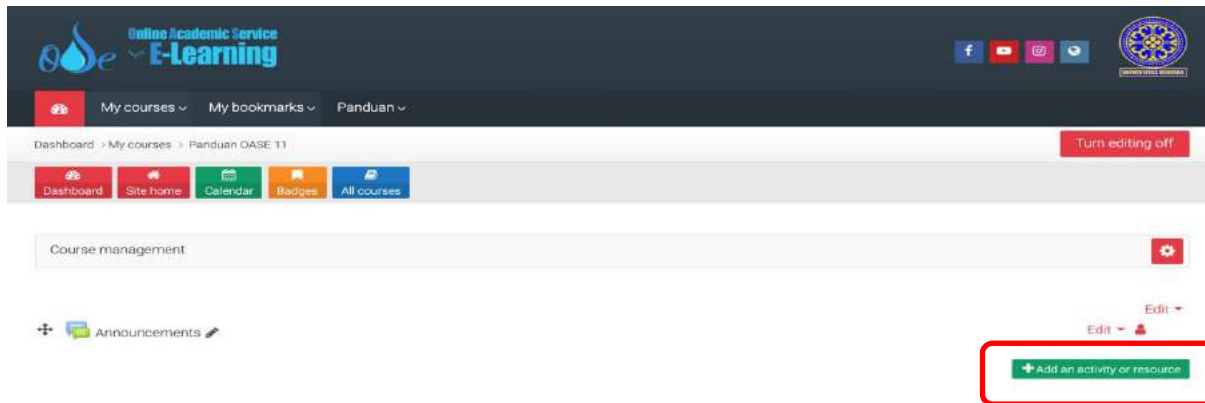 OASe
Online Academic Service
E-Learning
My courses
My bookmarks
Panduan
Dashboard > My courses > Panduan OASE 11
Turn editing off
Dashboard
Site home
Calendar
Badges
All courses
Course management
Edit
Announcements
Edit
+Add an activity or resource